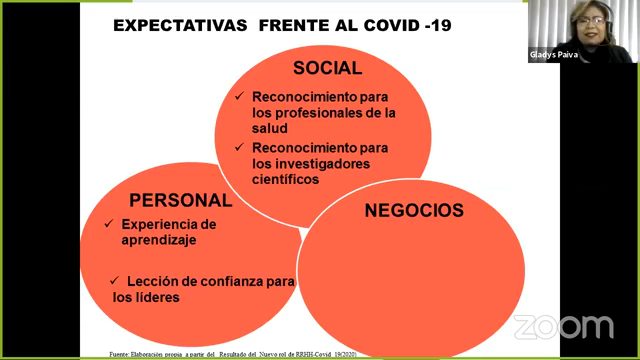 EXPECTATIVAS FRENTE AL COVID -19
Gladys Paiva
SOCIAL
✓ Reconocimiento para
los profesionales de la
salud
✓ Reconocimiento para
los investigadores
científicos
PERSONAL
✓ Experiencia de
aprendizaje
✓ Lección de confianza para
los líderes
NEGOCIOS
zoom
Fuente: Elaboración propia a partir del Resultado del Nuevo rol de RRHH-Covid 19(2020)